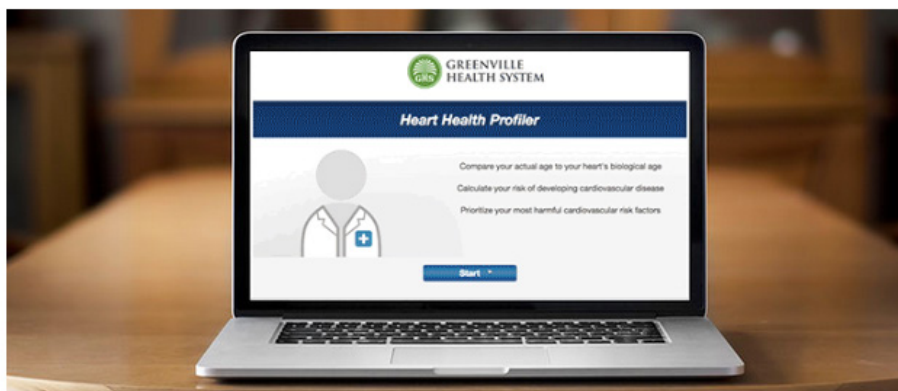 GHS
GREENVILLE
HEALTH SYSTEM
Heart Health Profiler
Compare your actual age to your heart's biological age
Calculate your risk of developing cardiovascular disease
Prioritize your most harmful cardiovascular risk factors
Start